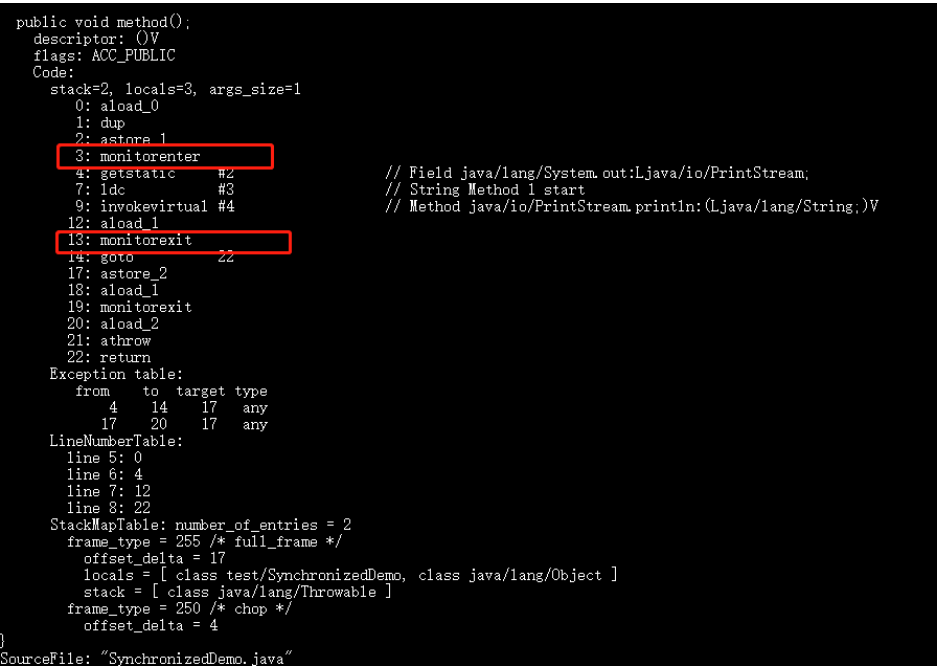 public void method();
descriptor: ()V
flags: ACC_PUBLIC
Code:
stack=2, locals=3, args_size=1
0: aload_0
1: dup
2: astore_1
3: monitorenter
4: getstatic #2 // Field java/lang/System.out:Ljava/io/PrintStream;
7: ldc #3 // String Method 1 start
9: invokevirtual #4 // Method java/io/PrintStream.println:(Ljava/lang/String;)V
12: aload_1
13: monitorexit
14: goto 22
17: astore_2
18: aload_1
19: monitorexit
20: aload_2
21: athrow
22: return
Exception table:
from to target type
4 14 17 any
17 20 17 any
LineNumberTable:
line 5: 0
line 6: 4
line 7: 12
line 8: 22
StackMapTable: number_of_entries = 2
frame_type = 255 /* full_frame */
offset_delta = 17
locals = [ class test/SynchronizedDemo, class java/lang/Object ]
stack = [ class java/lang/Throwable ]
frame_type = 250 /* chop */
offset_delta = 4
}
SourceFile: "SynchronizedDemo.java"